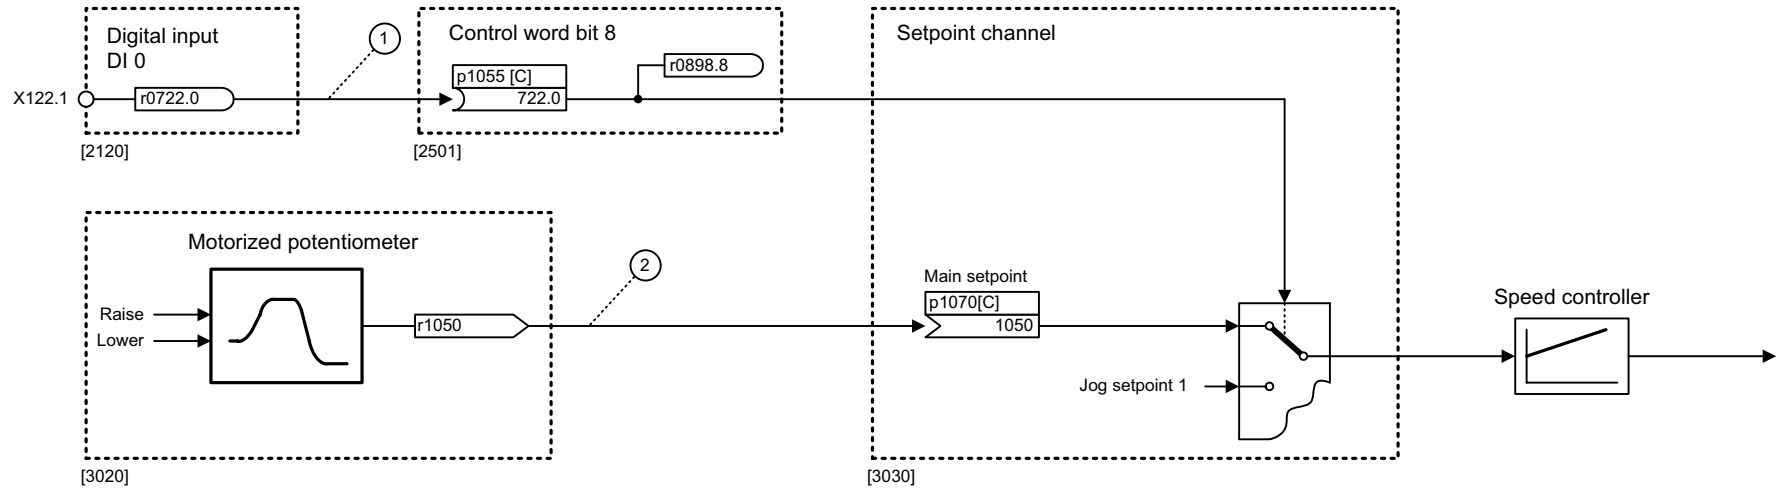 Digital input
DI 0
X122.1
r0722.0
[2120]
1
Control word bit 8
p1055 [C]
722.0
r0898.8
[2501]
Setpoint channel
Motorized potentiometer
Raise
Lower
r1050
[3020]
2
Main setpoint
p1070[C]
1050
Jog setpoint 1
[3030]
Speed controller